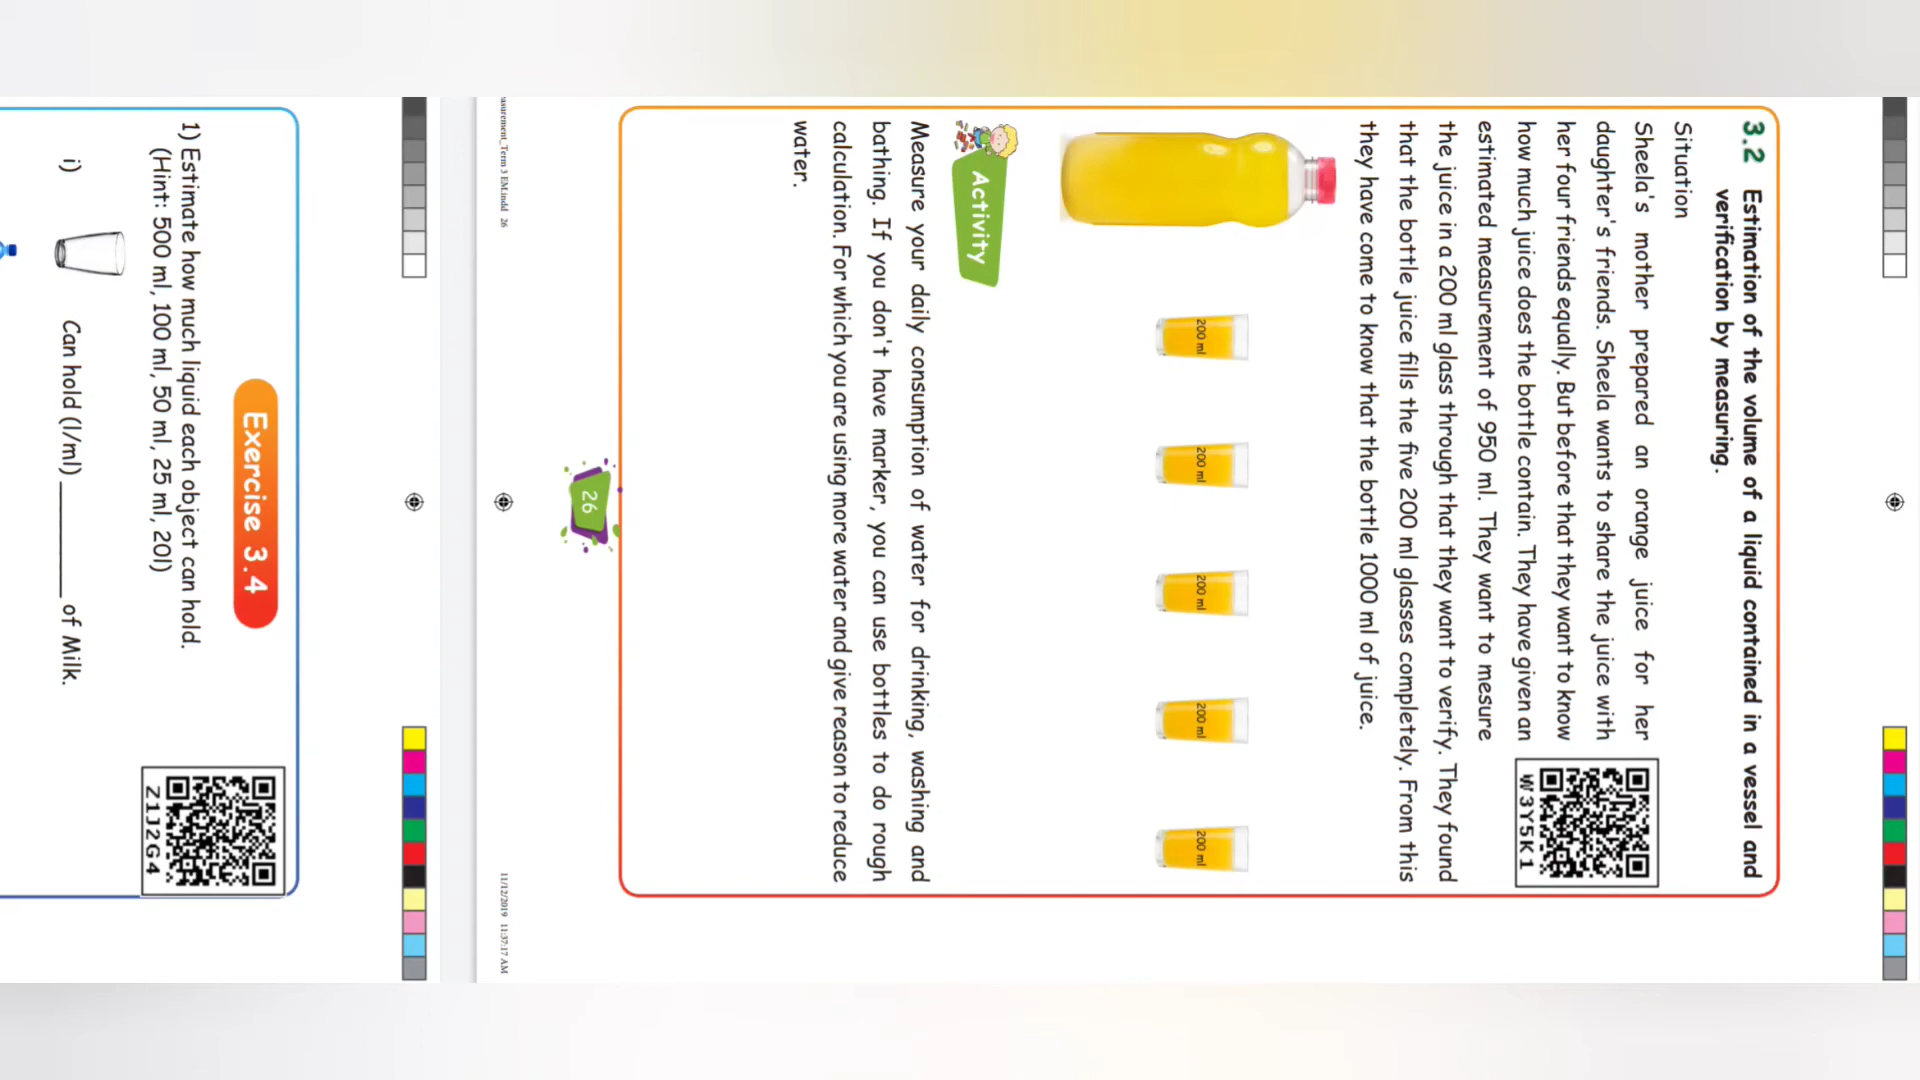 3.2 Estimation of the volume of a liquid contained in a vessel and
verification by measuring.
Situation
Sheela's mother prepared an orange juice for her
daughter's friends. Sheela wants to share the juice with
her four friends equally. But before that they want to know
how much juice does the bottle contain. They have given an
estimated measurement of 950 ml. They want to mesure
the juice in a 200 ml glass through that they want to verify. They found
that the bottle juice fills the five 200 ml glasses completely. From this
they have come to know that the bottle 1000 ml of juice.
W3Y5K1
200 ml
200 ml
200 ml
200 ml
200 ml
Activity
Measure your daily consumption of water for drinking, washing and
bathing. If you don't have marker, you can use bottles to do rough
calculation. For which you are using more water and give reason to reduce
water.
26
asurement_Term 3 EM.indd 26
11/12/2019 11:37:17 AM
Exercise 3.4
1) Estimate how much liquid each object can hold.
(Hint: 500 ml, 100 ml, 50 ml, 25 ml, 20l)
Z1J2G4
i) Can hold (l/ml) __________ of Milk.